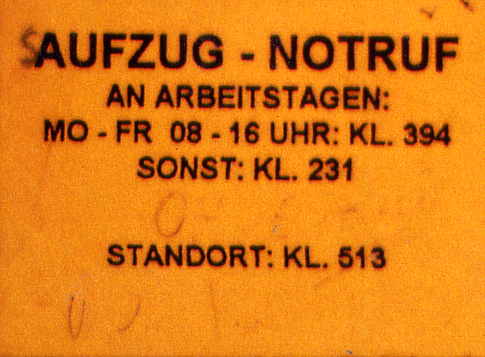 AUFZUG - NOTRUF
AN ARBEITSTAGEN:
MO - FR 08 - 16 UHR: KL. 394
SONST: KL. 231
STANDORT: KL. 513